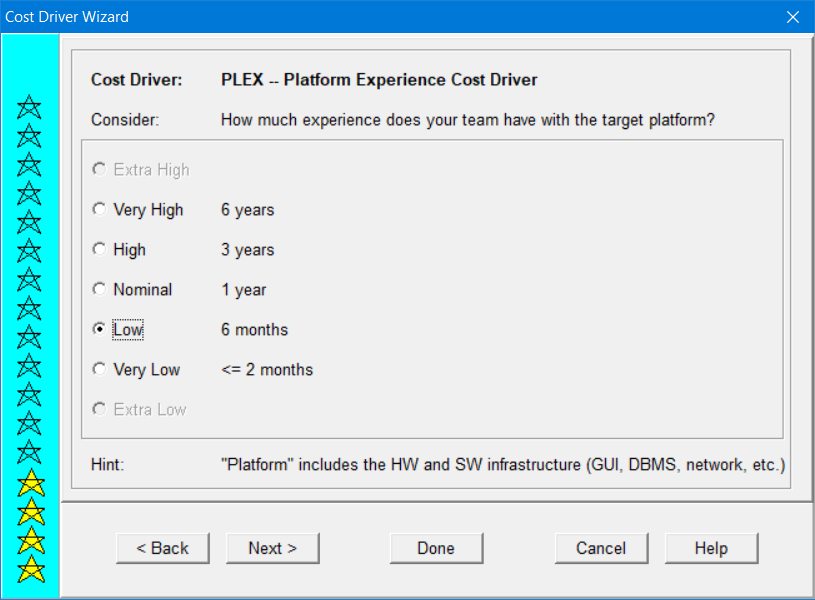 Cost Driver Wizard
Cost Driver: PLEX -- Platform Experience Cost Driver
Consider: How much experience does your team have with the target platform?
Extra High
Very High 6 years
High 3 years
Nominal 1 year
Low 6 months
Very Low <= 2 months
Extra Low
Hint: "Platform" includes the HW and SW infrastructure (GUI, DBMS, network, etc.)
< Back Next > Done Cancel Help